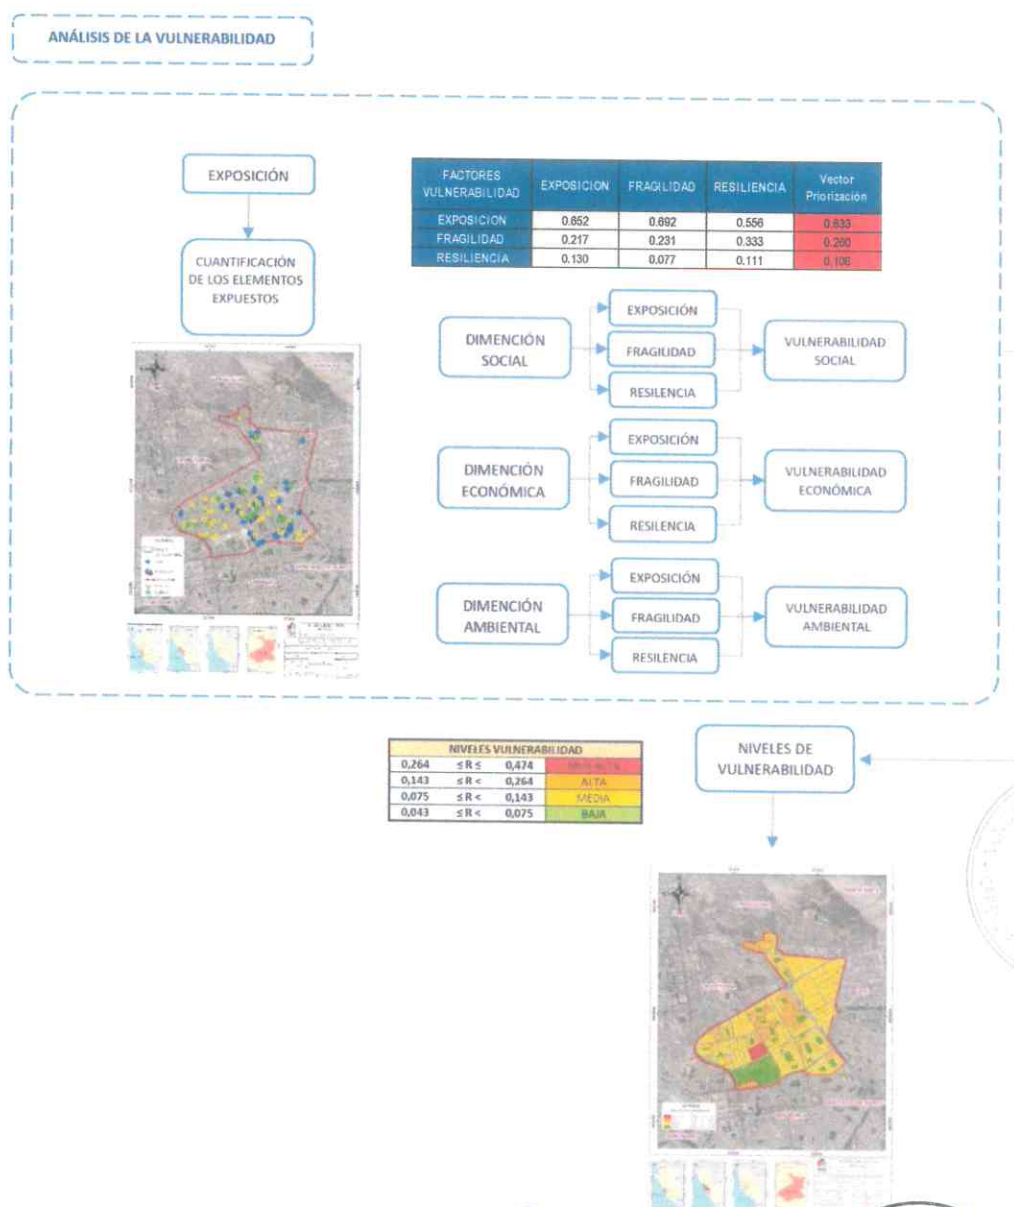 ANÁLISIS DE LA VULNERABILIDAD
EXPOSICIÓN
CUANTIFICACIÓN
DE LOS ELEMENTOS
EXPUESTOS
FACTORES VULNERABILIDAD EXPOSICION FRAGILIDAD RESILIENCIA Vector Priorización
EXPOSICION 0.652 0.692 0.556 0.633
FRAGILIDAD 0.217 0.231 0.333 0.260
RESILIENCIA 0.130 0.077 0.111 0.106
DIMENCIÓN
SOCIAL
EXPOSICIÓN
FRAGILIDAD
RESILENCIA
VULNERABILIDAD
SOCIAL
DIMENCIÓN
ECONÓMICA
EXPOSICIÓN
FRAGILIDAD
RESILENCIA
VULNERABILIDAD
ECONÓMICA
DIMENCIÓN
AMBIENTAL
EXPOSICIÓN
FRAGILIDAD
RESILENCIA
VULNERABILIDAD
AMBIENTAL
NIVELES VULNERABILIDAD
0,264 ≤ R ≤ 0,474 MUY ALTA
0,143 ≤ R < 0,264 ALTA
0,075 ≤ R < 0,143 MEDIA
0,043 ≤ R < 0,075 BAJA
NIVELES DE
VULNERABILIDAD